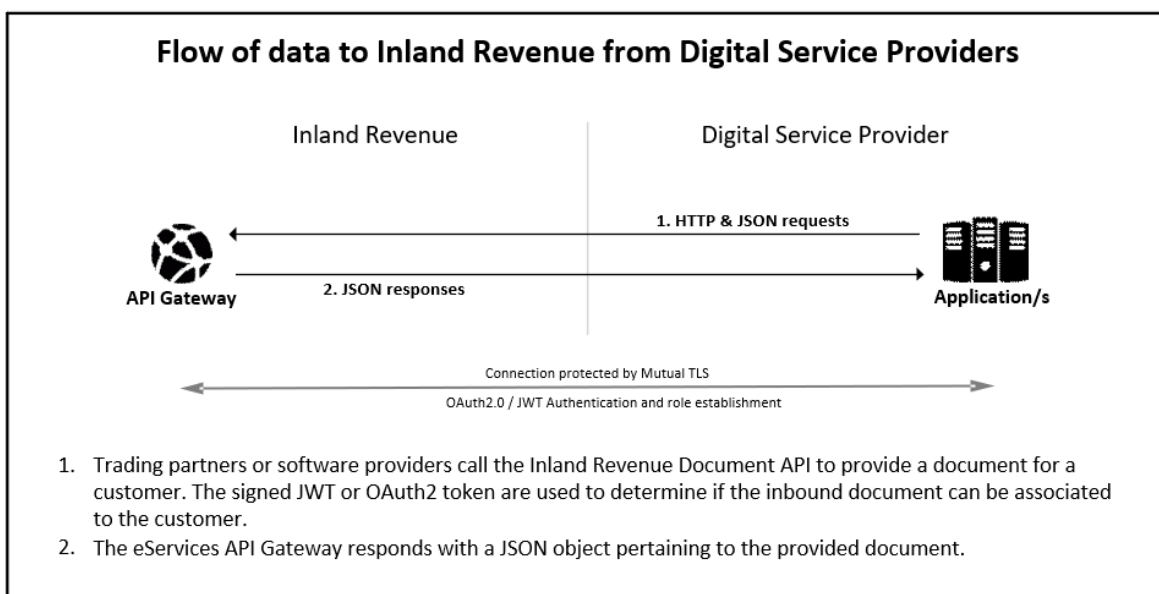 Flow of data to Inland Revenue from Digital Service Providers
Inland Revenue
Digital Service Provider
1. HTTP & JSON requests
API Gateway
2. JSON responses
Application/s
Connection protected by Mutual TLS
OAuth2.0 / JWT Authentication and role establishment
1. Trading partners or software providers call the Inland Revenue Document API to provide a document for a
customer. The signed JWT or OAuth2 token are used to determine if the inbound document can be associated
to the customer.
2. The eServices API Gateway responds with a JSON object pertaining to the provided document.